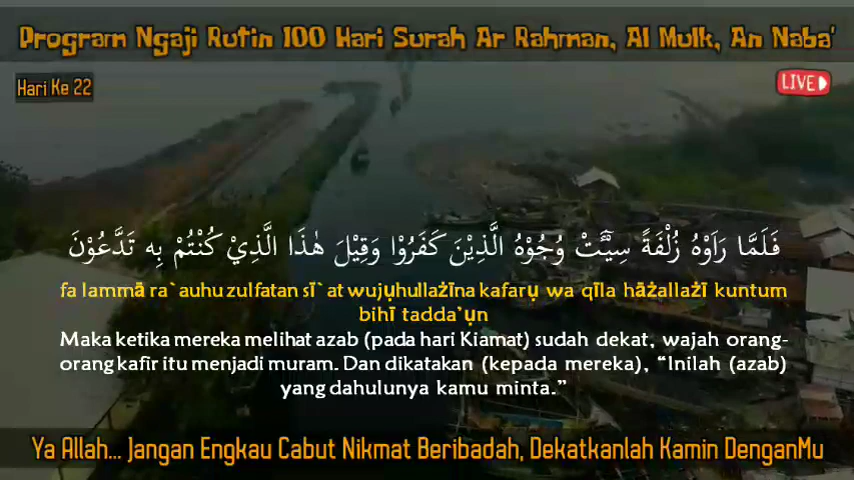 Program Ngaji Rutin 100 Hari Surah Ar Rahman, Al Mulk, An Naba'
Hari Ke 22
LIVE
فَلَمَّا رَاَوْهُ زُلْفَةً سِيْۤـَٔتْ وُجُوْهُ الَّذِيْنَ كَفَرُوْا وَقِيْلَ هٰذَا الَّذِيْ كُنْتُمْ بِه تَدَّعُوْنَ
fa lammā ra`auhu zulfatan sī`at wujụhullażīna kafarụ wa qīla hāżallażī kuntum
bihī tadda'ụn
Maka ketika mereka melihat azab (pada hari Kiamat) sudah dekat, wajah orang-
orang kafir itu menjadi muram. Dan dikatakan (kepada mereka), “Inilah (azab)
yang dahulunya kamu minta.”
Ya Allah... Jangan Engkau Cabut Nikmat Beribadah, Dekatkanlah Kamin DenganMu